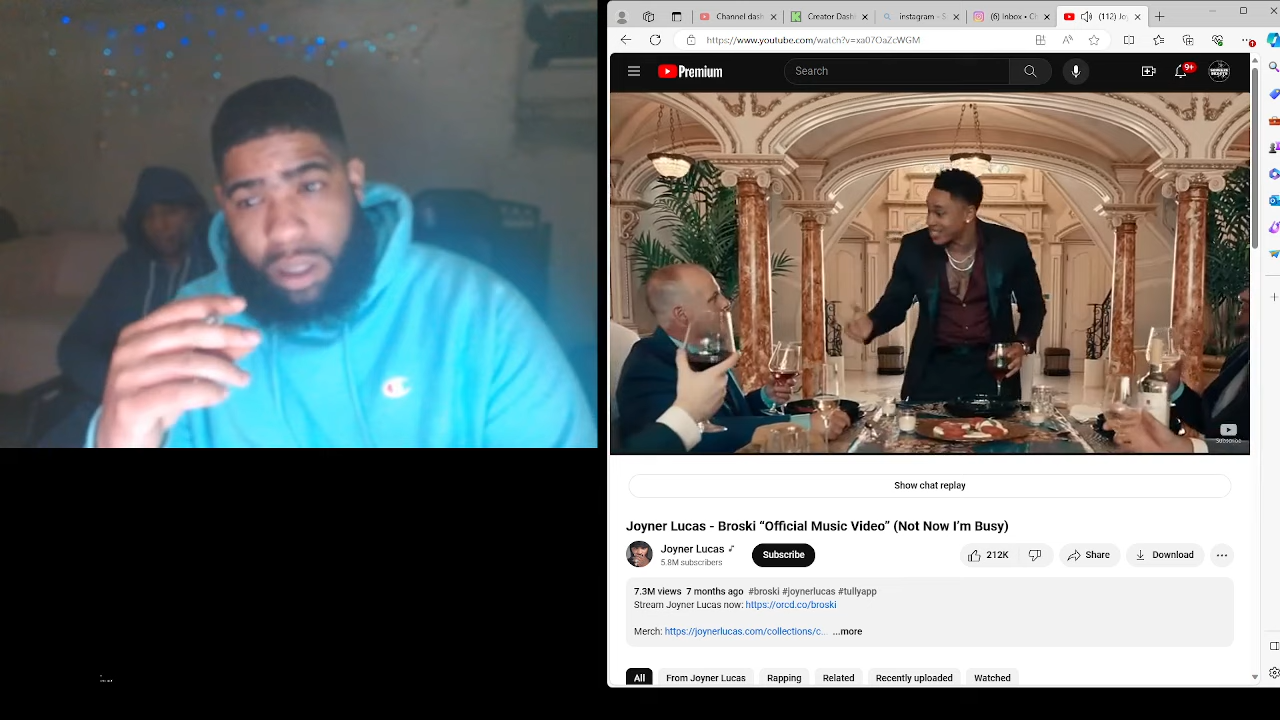 Channel dash
Creator Dash
instagram - S
(6) Inbox • C
(112) Joy
https://www.youtube.com/watch?v=xa07OaZcWGM
Premium
Search
9+
Subscribe
Show chat replay
Joyner Lucas - Broski “Official Music Video” (Not Now I’m Busy)
Joyner Lucas
5.8M subscribers
Subscribe
212K
Share
Download
7.3M views 7 months ago #broski #joynerlucas #tullyapp
Stream Joyner Lucas now: https://orcd.co/broski
Merch: https://joynerlucas.com/collections/c... ...more
All
From Joyner Lucas
Rapping
Related
Recently uploaded
Watched